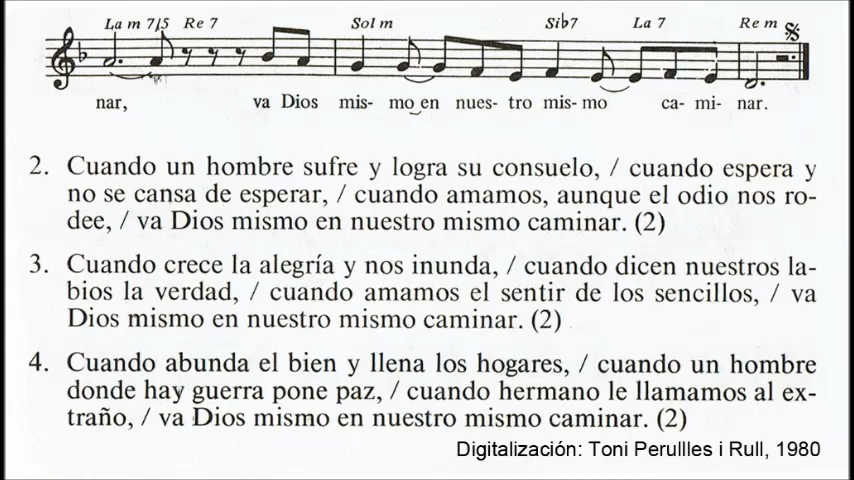 La m 7/5 Re 7 Sol m Si♭7 La 7 Re m
nar, va Dios mis- mo en nues- tro mis- mo ca- mi- nar.
2. Cuando un hombre sufre y logra su consuelo, / cuando espera y
no se cansa de esperar, / cuando amamos, aunque el odio nos ro-
dee, / va Dios mismo en nuestro mismo caminar. (2)
3. Cuando crece la alegría y nos inunda, / cuando dicen nuestros la-
bios la verdad, / cuando amamos el sentir de los sencillos, / va
Dios mismo en nuestro mismo caminar. (2)
4. Cuando abunda el bien y llena los hogares, / cuando un hombre
donde hay guerra pone paz, / cuando hermano le llamamos al ex-
traño, / va Dios mismo en nuestro mismo caminar. (2)
Digitalización: Toni Perullles i Rull, 1980